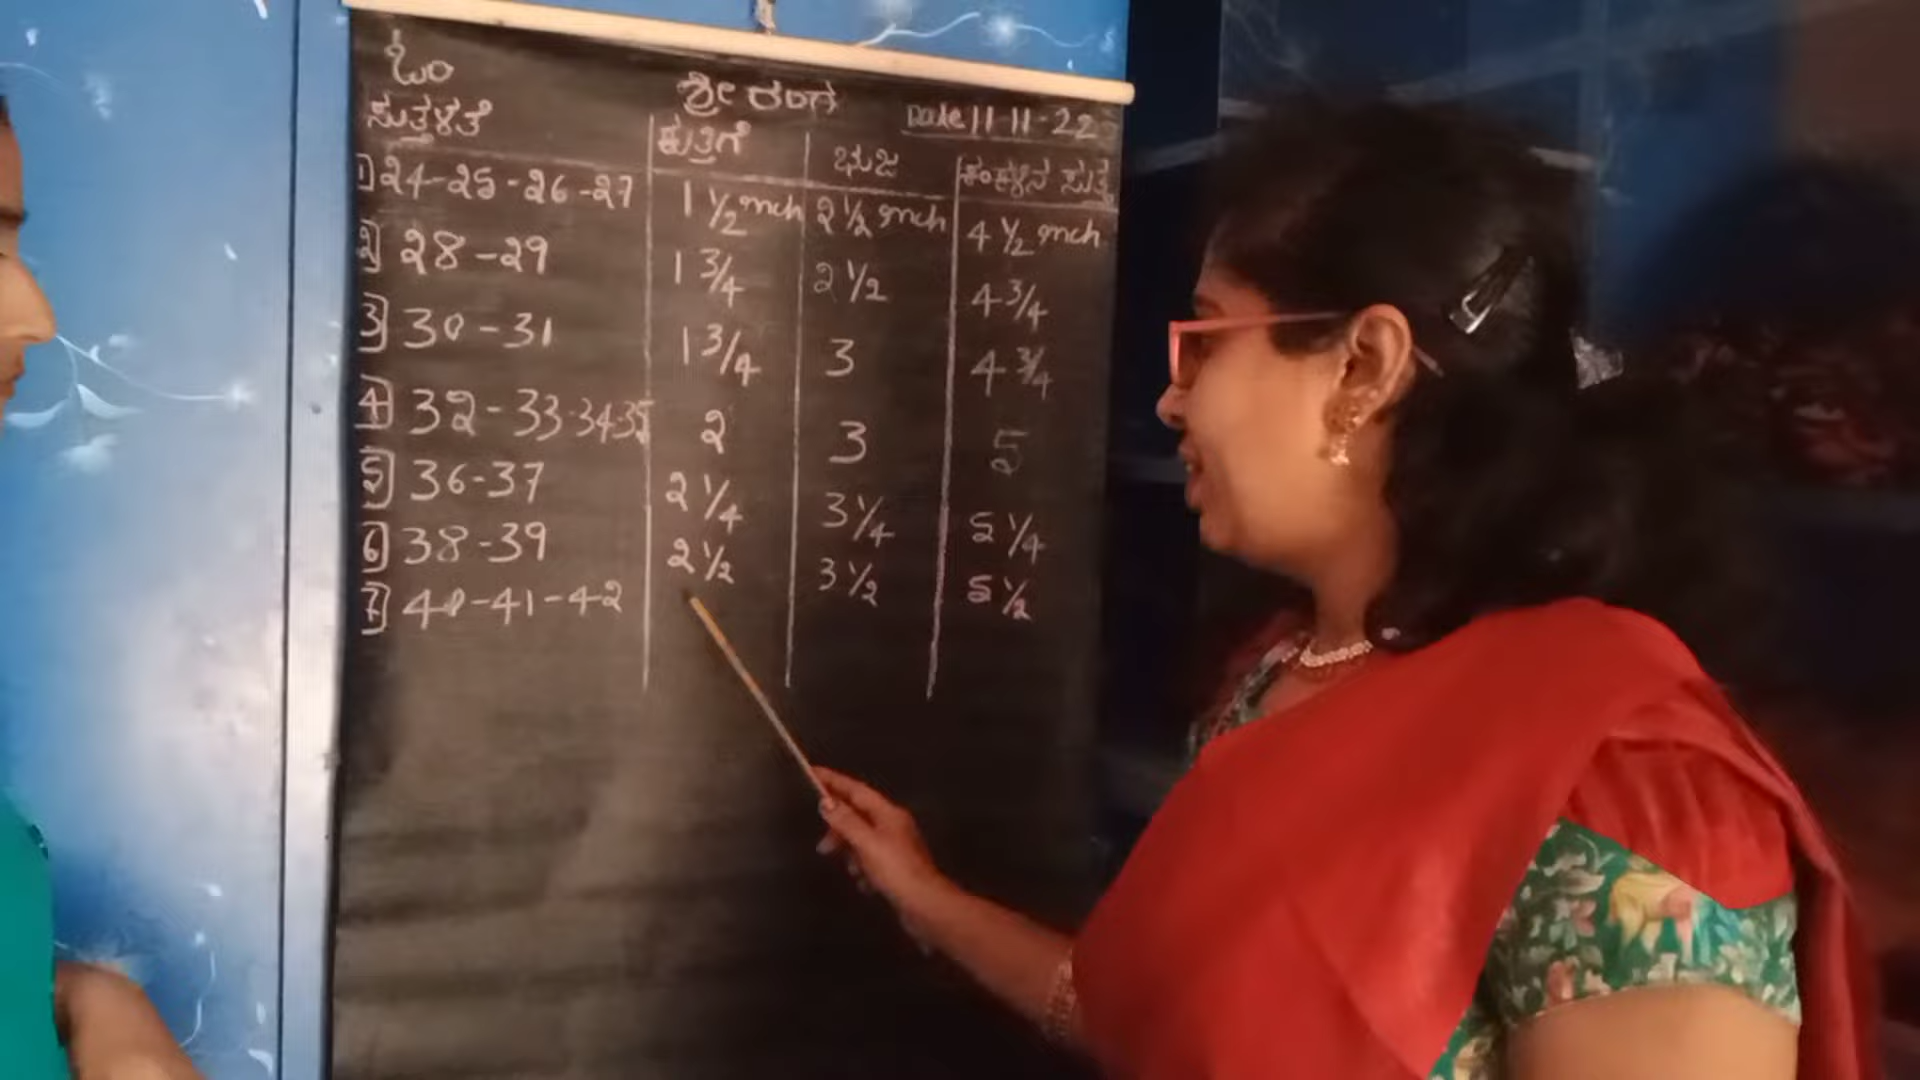 ಓಂ
ಶ್ರೀ ರಂಗ
Date 11-11-22
ಸುತ್ತಳತೆ ಕುತ್ತಿಗೆ ಭುಜ ಕಂಕಳಿನ ಸುತ್ತ
1] 24-25-26-27 1 1/2 inch 2 1/2 inch 4 1/2 inch
2] 28-29 1 3/4 2 1/2 4 3/4
3] 30-31 1 3/4 3 4 3/4
4] 32-33-34-35 2 3 5
5] 36-37 2 1/4 3 1/4 5 1/4
6] 38-39 2 1/2 3 1/2 5 1/2
7] 40-41-42